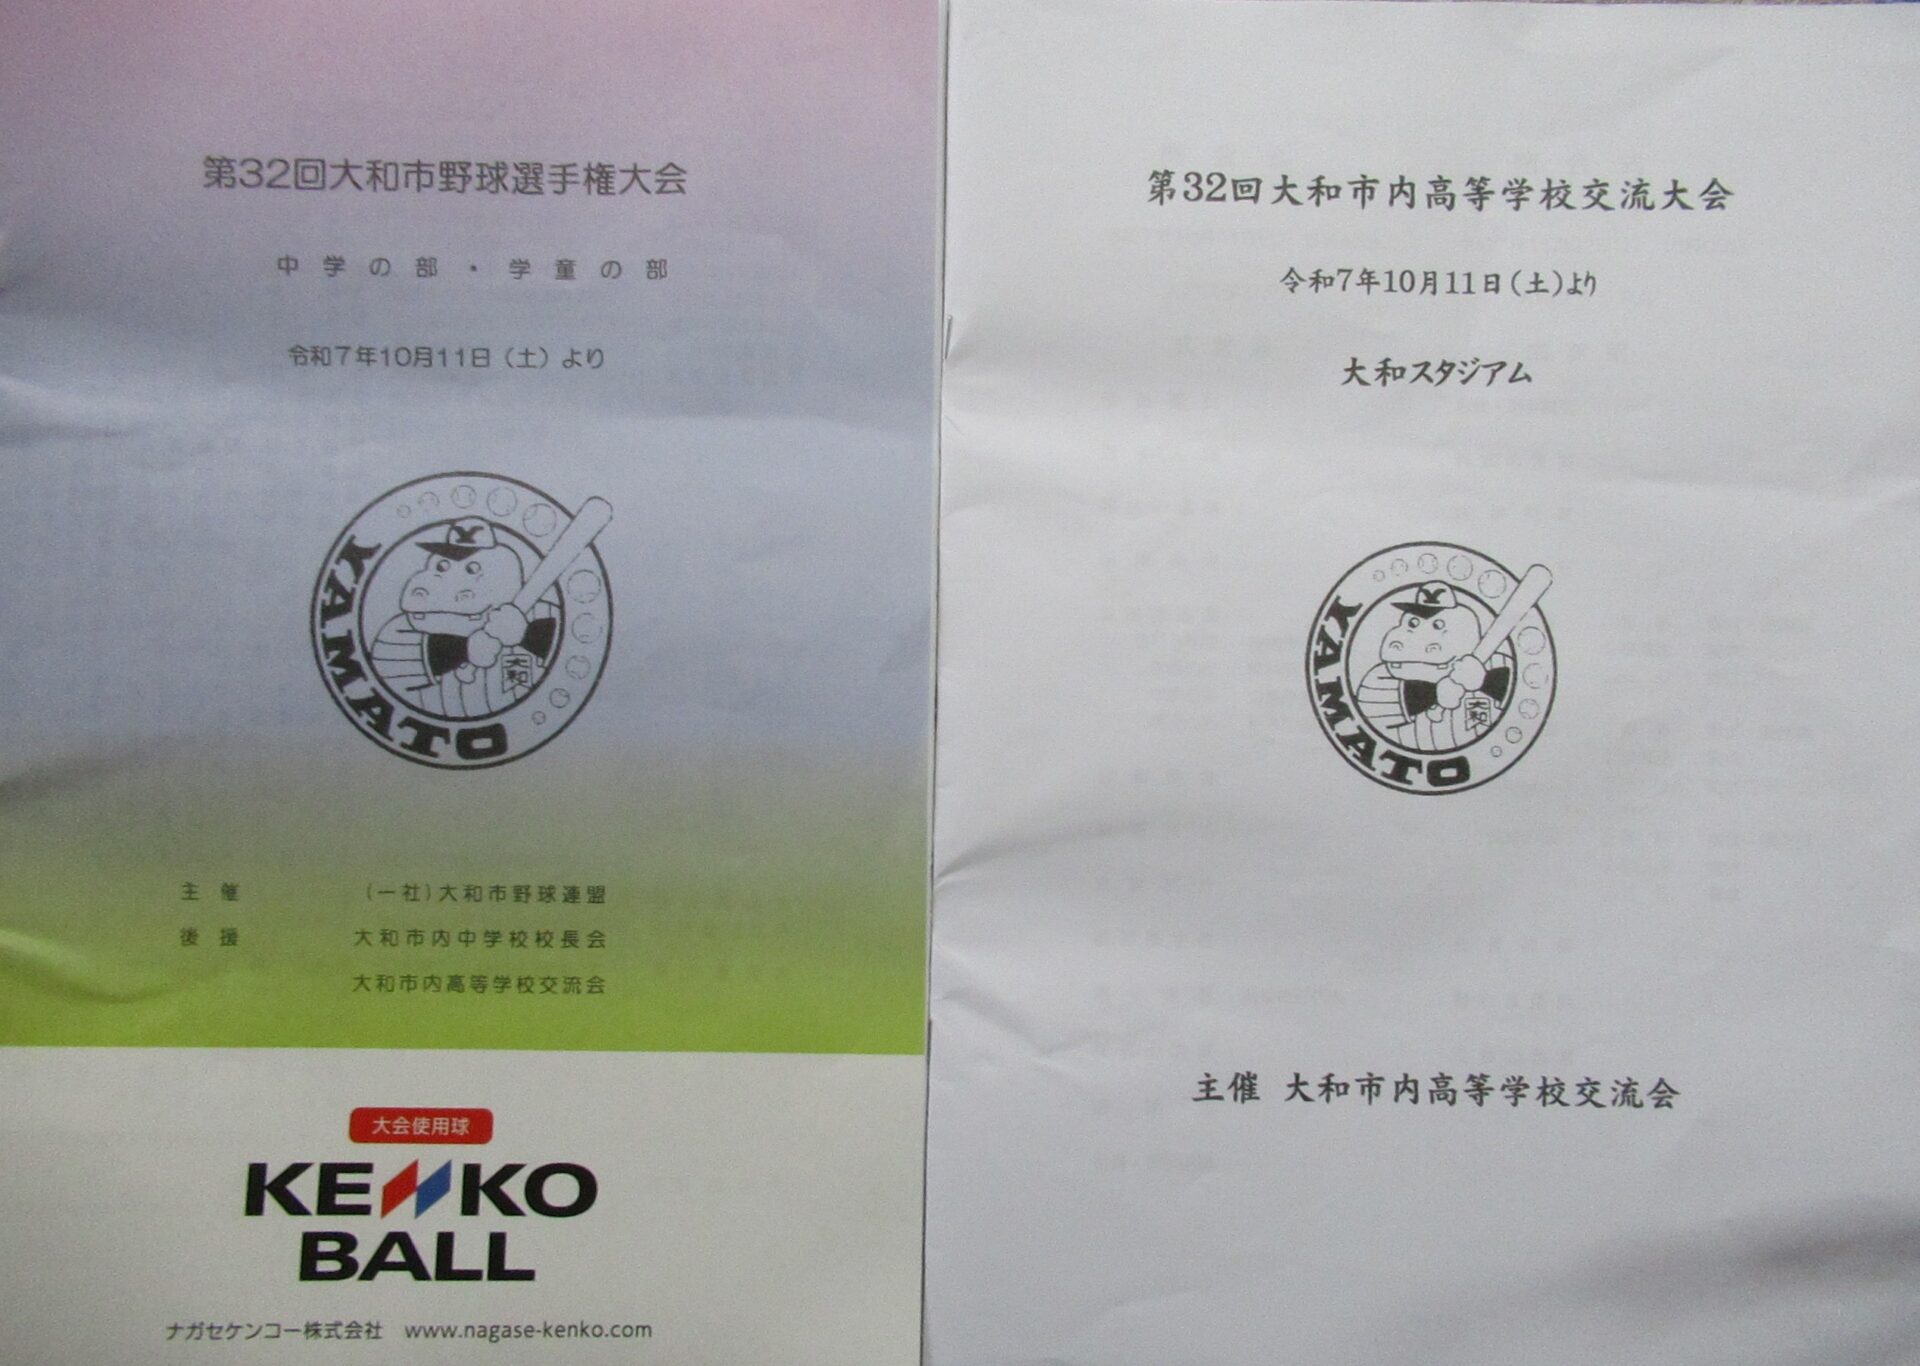 第32回大和市野球選手権大会
中学の部・学童の部
令和7年10月11日(土)より
YAMATO
大和
主催 (一社)大和市野球連盟
後援 大和市内中学校校長会
大和市内高等学校交流会
大会使用球
KENKO
BALL
ナガセケンコー株式会社 www.nagase-kenko.com
第32回大和市内高等学校交流大会
令和7年10月11日(土)より
大和スタジアム
YAMATO
大和
主催 大和市内高等学校交流会